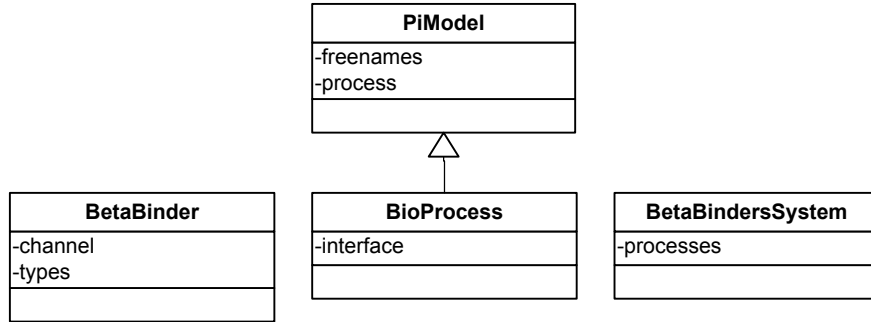 PiModel
-freenames
-process
BetaBinder
-channel
-types
BioProcess
-interface
BetaBindersSystem
-processes